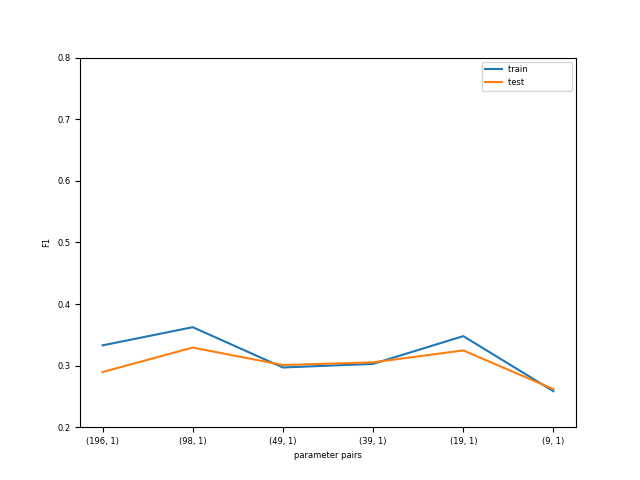 0.8
0.7
0.6
0.5
0.4
0.3
0.2
F1
train
test
(196, 1) (98, 1) (49, 1) (39, 1) (19, 1) (9, 1)
parameter pairs